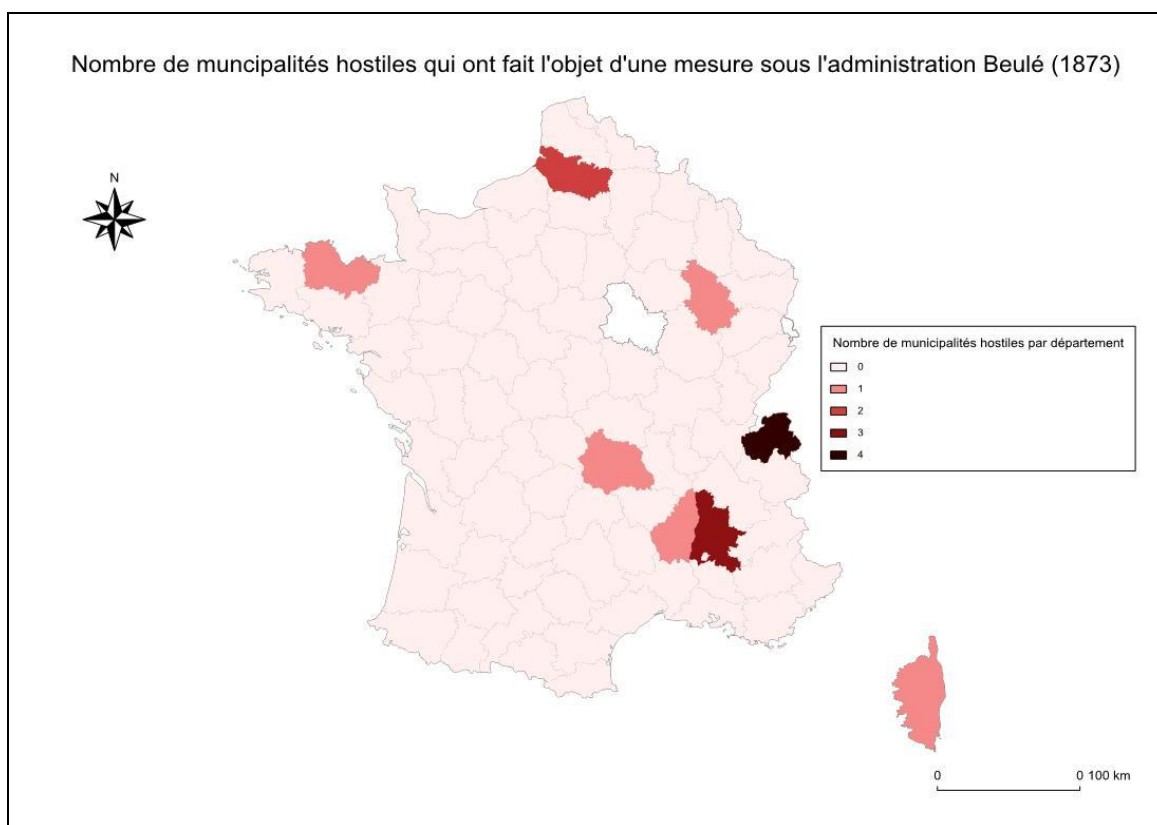 Nombre de muncipalités hostiles qui ont fait l'objet d'une mesure sous l'administration Beulé (1873)
N
Nombre de municipalités hostiles par département
0
1
2
3
4
0 0 100 km